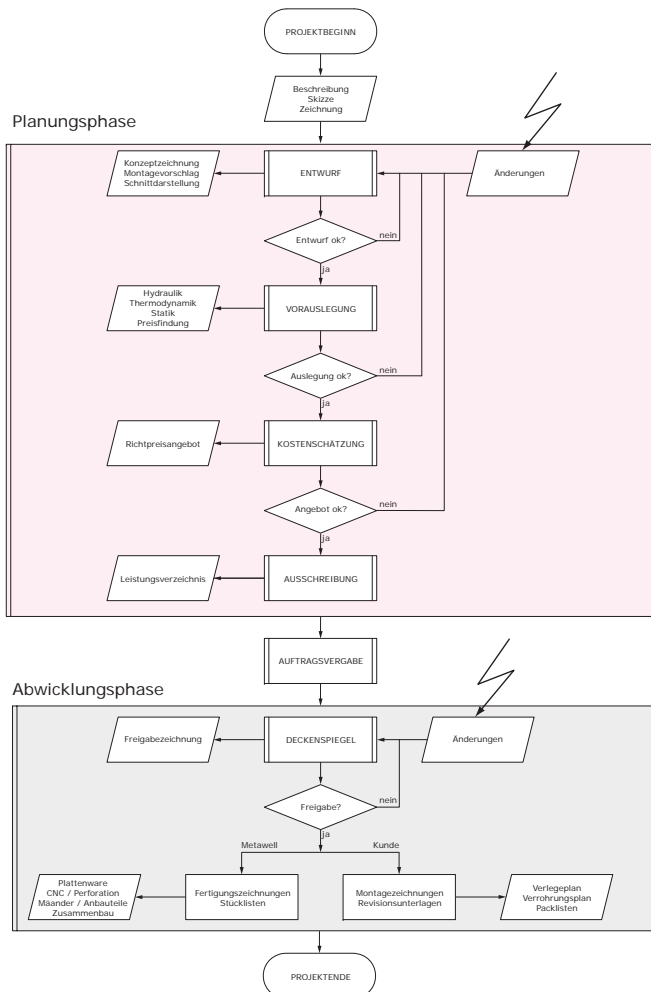 PROJEKTBEGINN
Beschreibung
Skizze
Zeichnung
Planungsphase
Konzeptzeichnung
Montagevorschlag
Schnittdarstellung
ENTWURF
Änderungen
Entwurf ok?
nein
ja
Hydraulik
Thermodynamik
Statik
Preisfindung
VORAUSLEGUNG
Auslegung ok?
nein
ja
Richtpreisangebot
KOSTENSCHÄTZUNG
Angebot ok?
nein
ja
Leistungsverzeichnis
AUSSCHREIBUNG
AUFTRAGSVERGABE
Abwicklungsphase
Freigabezeichnung
DECKENSPIEGEL
Änderungen
Freigabe?
nein
ja
Metawell
Kunde
Plattenware
CNC / Perforation
Mäander / Anbauteile
Zusammenbau
Fertigungszeichnungen
Stücklisten
Montagezeichnungen
Revisionsunterlagen
Verlegeplan
Verrohrungsplan
Packlisten
PROJEKTENDE